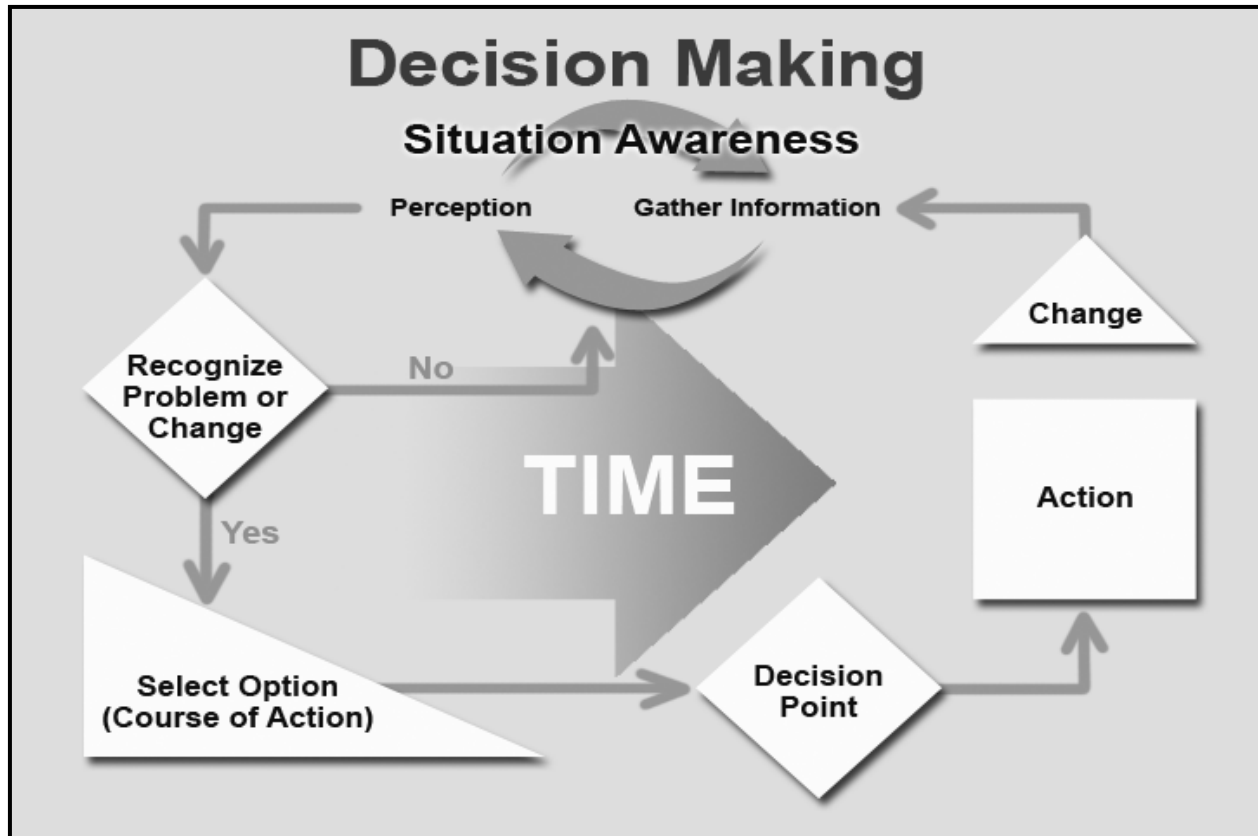 Decision Making
Situation Awareness
Perception
Gather Information
Change
Recognize
Problem or
Change
No
TIME
Action
Yes
Select Option
(Course of Action)
Decision
Point